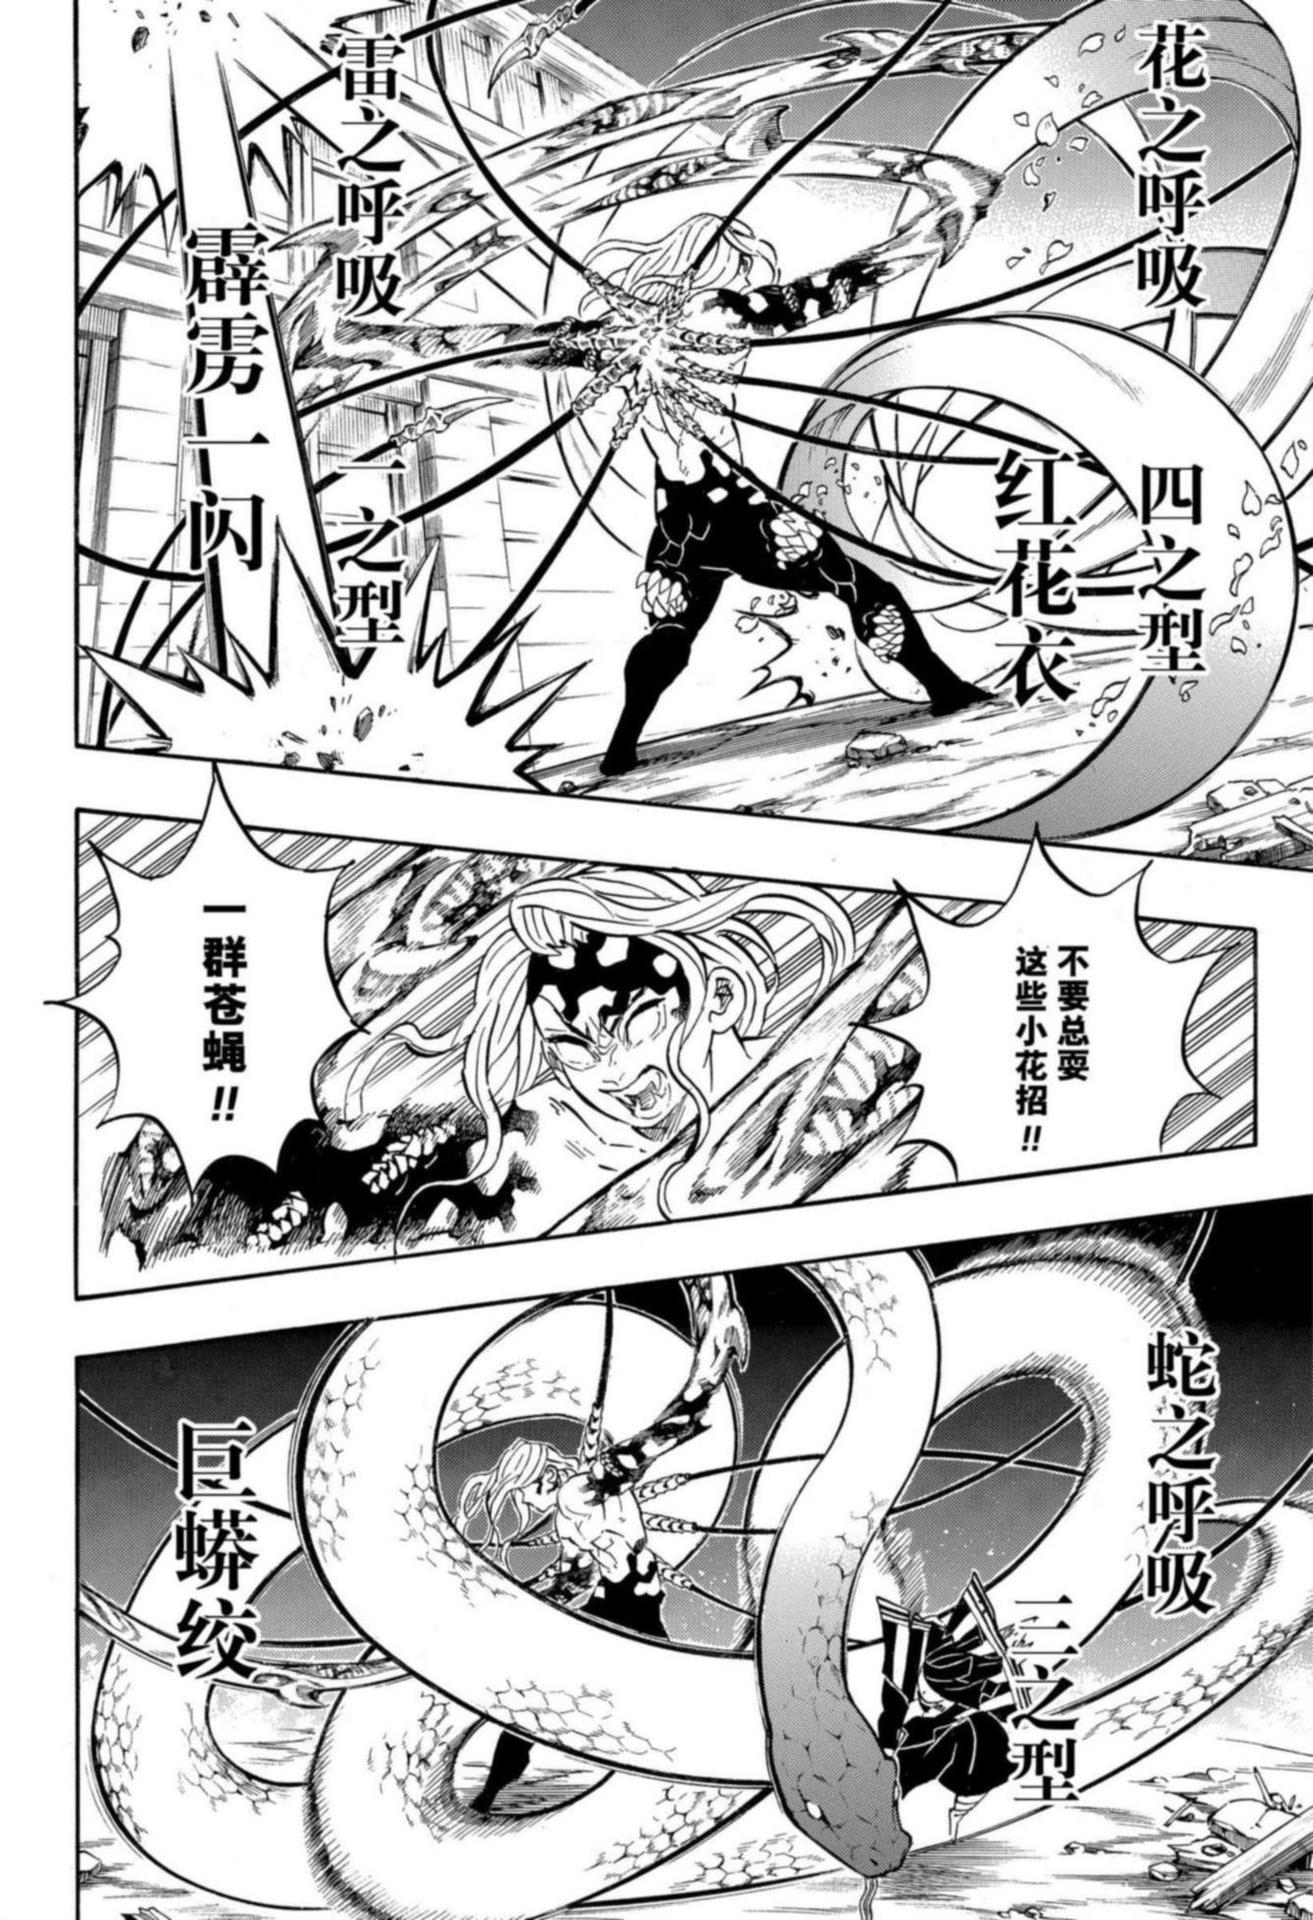 花之呼吸
四之型
红花衣
雷之呼吸
一之型
霹雳一闪
不要总耍
这些小花招!!
一群苍蝇!!
蛇之呼吸
三之型
巨蟒绞